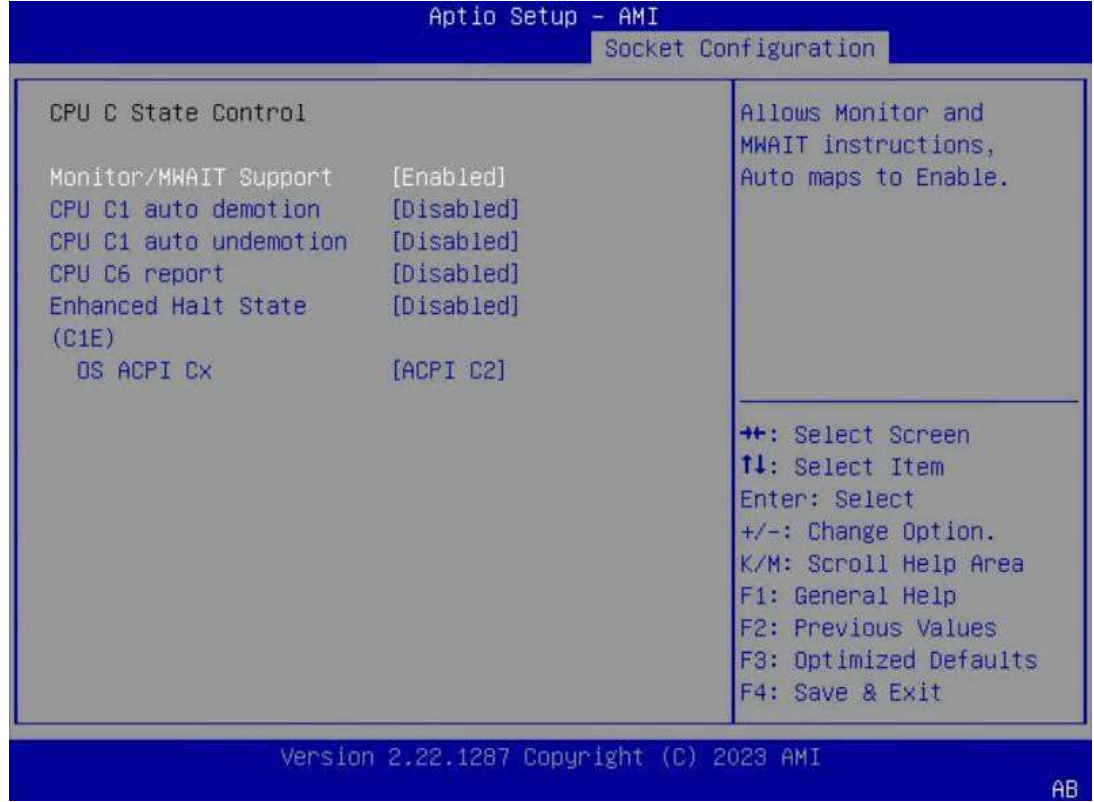 Aptio Setup – AMI
Socket Configuration
CPU C State Control
Monitor/MWAIT Support [Enabled]
CPU C1 auto demotion [Disabled]
CPU C1 auto undemotion [Disabled]
CPU C6 report [Disabled]
Enhanced Halt State [Disabled]
(C1E)
OS ACPI Cx [ACPI C2]
Allows Monitor and
MWAIT instructions,
Auto maps to Enable.
→←: Select Screen
↑↓: Select Item
Enter: Select
+/-: Change Option.
K/M: Scroll Help Area
F1: General Help
F2: Previous Values
F3: Optimized Defaults
F4: Save & Exit
Version 2.22.1287 Copyright (C) 2023 AMI
AB